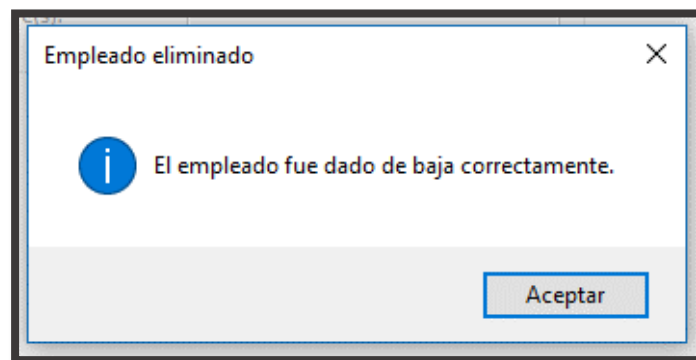 Empleado eliminado
El empleado fue dado de baja correctamente.
Aceptar